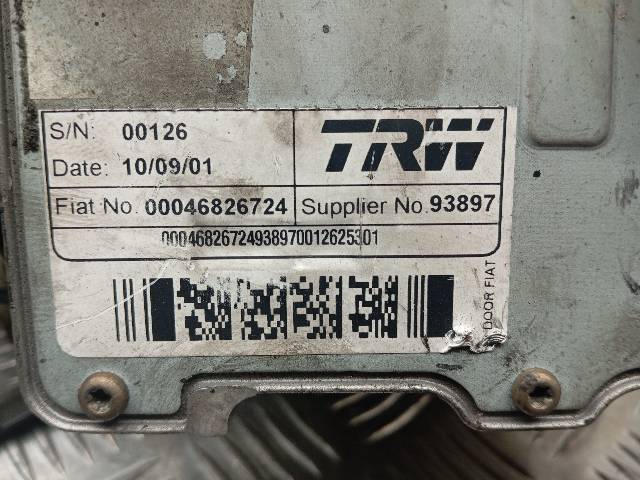 S/N: 00126
TRW
Date: 10/09/01
Fiat No. 00046826724
Supplier No. 93897
00046826724938970012625301
DOOR FIAT